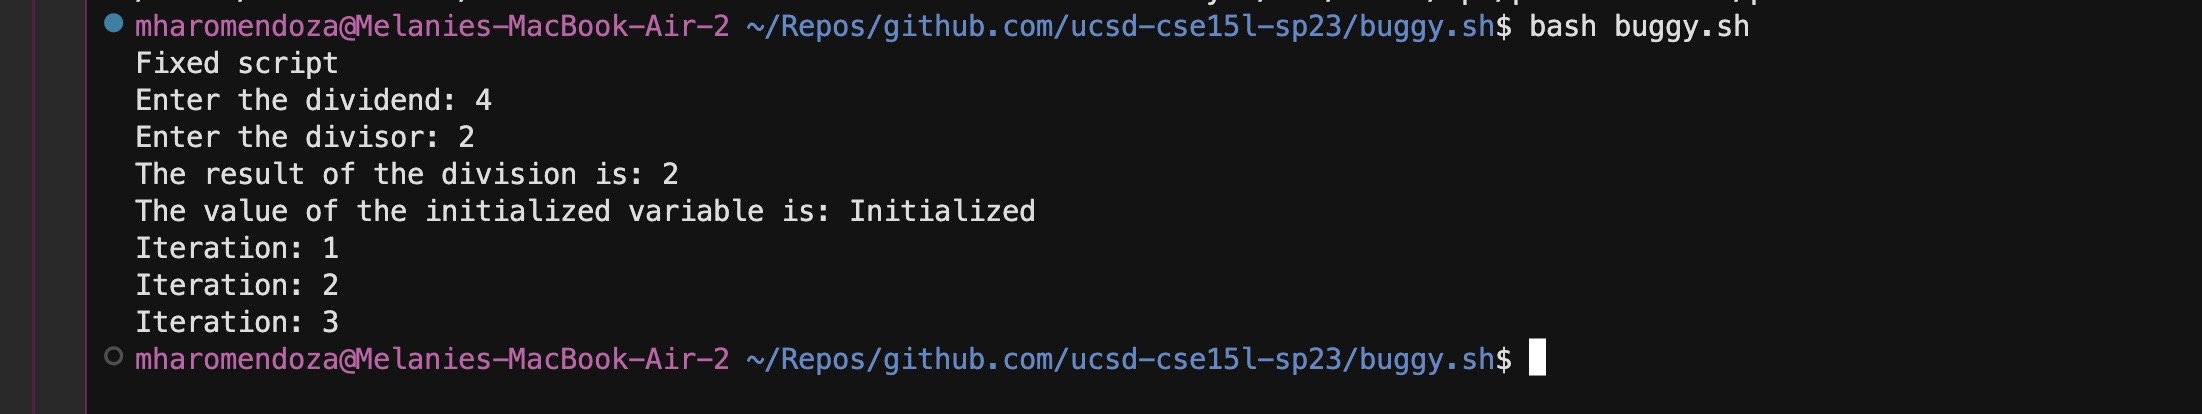 mharomendoza@Melanies-MacBook-Air-2 ~/Repos/github.com/ucsd-cse15l-sp23/buggy.sh$ bash buggy.sh
Fixed script
Enter the dividend: 4
Enter the divisor: 2
The result of the division is: 2
The value of the initialized variable is: Initialized
Iteration: 1
Iteration: 2
Iteration: 3
mharomendoza@Melanies-MacBook-Air-2 ~/Repos/github.com/ucsd-cse15l-sp23/buggy.sh$